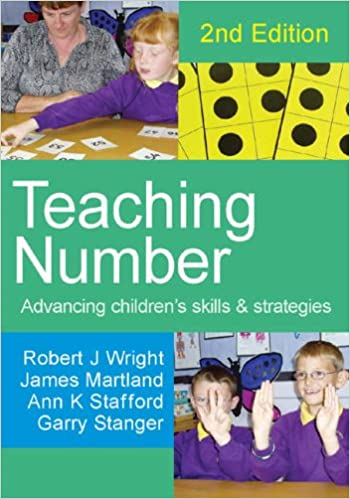 2nd Edition
Teaching
Number
Advancing children's skills & strategies
Robert J Wright
James Martland
Ann K Stafford
Garry Stanger